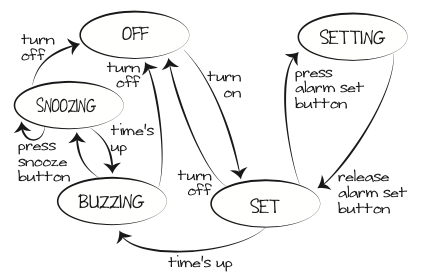 OFF
SETTING
turn
off
turn
off
turn
on
press
alarm set
button
SNOOZING
time's
up
press
snooze
button
BUZZING
turn
off
SET
release
alarm set
button
time's up